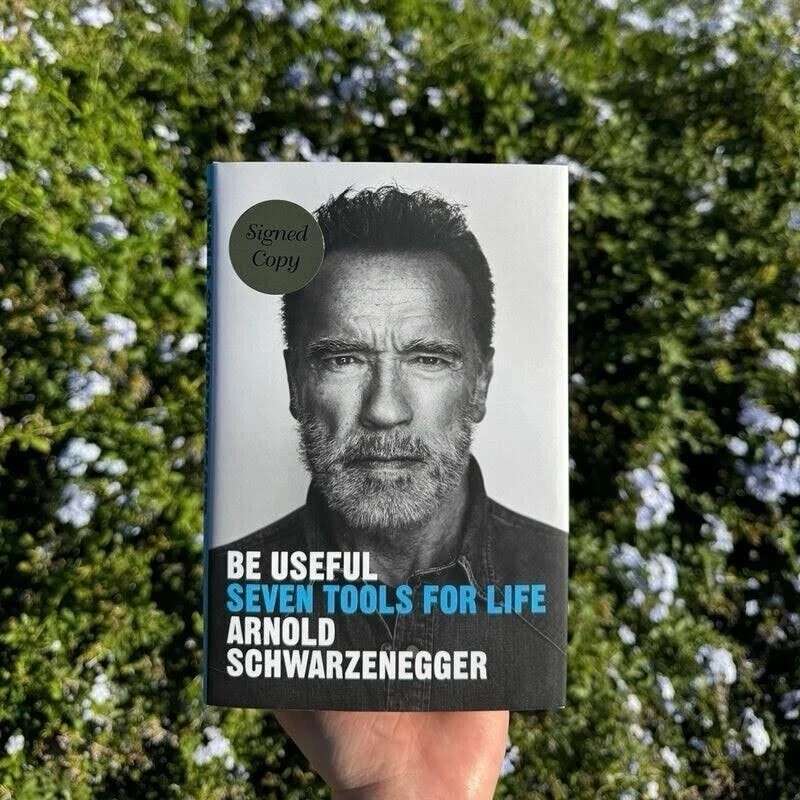 Signed
Copy
BE USEFUL
SEVEN TOOLS FOR LIFE
ARNOLD
SCHWARZENEGGER